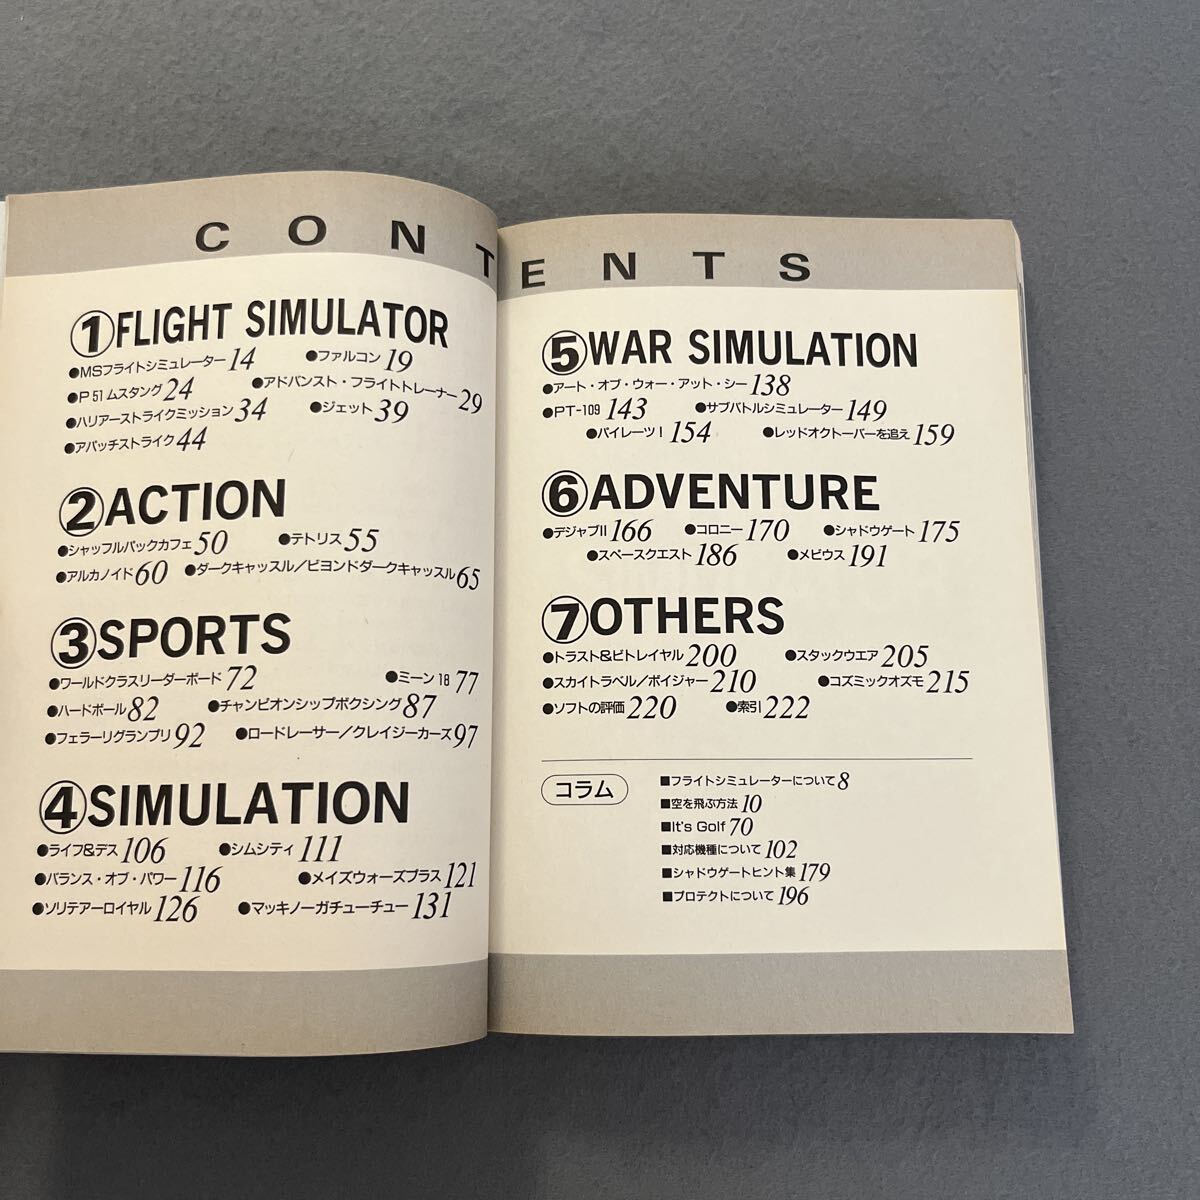 CONTENTS
①FLIGHT SIMULATOR
●MSフライトシミュレーター14 ●ファルコン19
●P51ムスタング24 ●アドバンスト・フライトトレーナー29
●ハリアーストライクミッション34 ●ジェット39
●アパッチストライク44
②ACTION
●シャッフルパックカフェ50 ●テトリス55
●アルカノイド60 ●ダークキャッスル/ビヨンドダークキャッスル65
③SPORTS
●ワールドクラスリーダーボード72 ●ミーン18 77
●ハードボール82 ●チャンピオンシップボクシング87
●フェラーリグランプリ92 ●ロードレーサー/クレイジーカーズ97
④SIMULATION
●ライフ&デス106 ●シムシティ111
●バランス・オブ・パワー116 ●メイズウォーズプラス121
●ソリテアーロイヤル126 ●マッキノーガチューチュー131
⑤WAR SIMULATION
●アート・オブ・ウォー・アット・シー138
●PT-109 143 ●サブバトルシミュレーター149
●パイレーツ!154 ●レッドオクトーバーを追え159
⑥ADVENTURE
●デジャブII166 ●コロニー170 ●シャドウゲート175
●スペースクエスト186 ●メビウス191
⑦OTHERS
●トラスト&ビトレイヤル200 ●スタックウエア205
●スカイトラベル/ボイジャー210 ●コズミックオズモ215
●ソフトの評価220 ●索引222
コラム
■フライトシミュレーターについて8
■空を飛ぶ方法10
■It's Golf 70
■対応機種について102
■シャドウゲートヒント集179
■プロテクトについて196